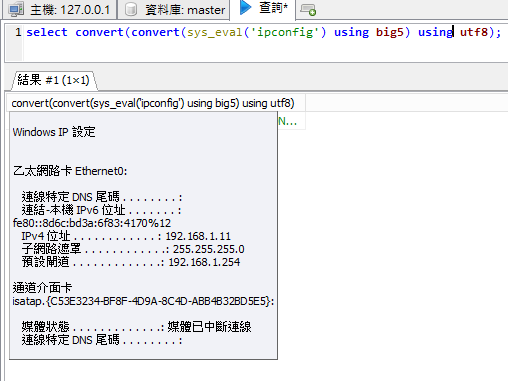 主機: 127.0.0.1 資料庫: master 查詢*
1 select convert(convert(sys_eval('ipconfig') using big5) using utf8);
結果 #1 (1×1)
convert(convert(sys_eval('ipconfig') using big5) using utf8)
N...
Windows IP 設定
乙太網路卡 Ethernet0:
連線特定 DNS 尾碼 . . . . . . . . :
連結-本機 IPv6 位址 . . . . . . . :
fe80::8d6c:bd3a:6f83:4170%12
IPv4 位址 . . . . . . . . . . . . : 192.168.1.11
子網路遮罩 . . . . . . . . . . . .: 255.255.255.0
預設閘道 . . . . . . . . . . . . .: 192.168.1.254
通道介面卡
isatap.{C53E3234-BF8F-4D9A-8C4D-ABB4B32BD5E5}:
媒體狀態 . . . . . . . . . . . . .: 媒體已中斷連線
連線特定 DNS 尾碼 . . . . . . . . :